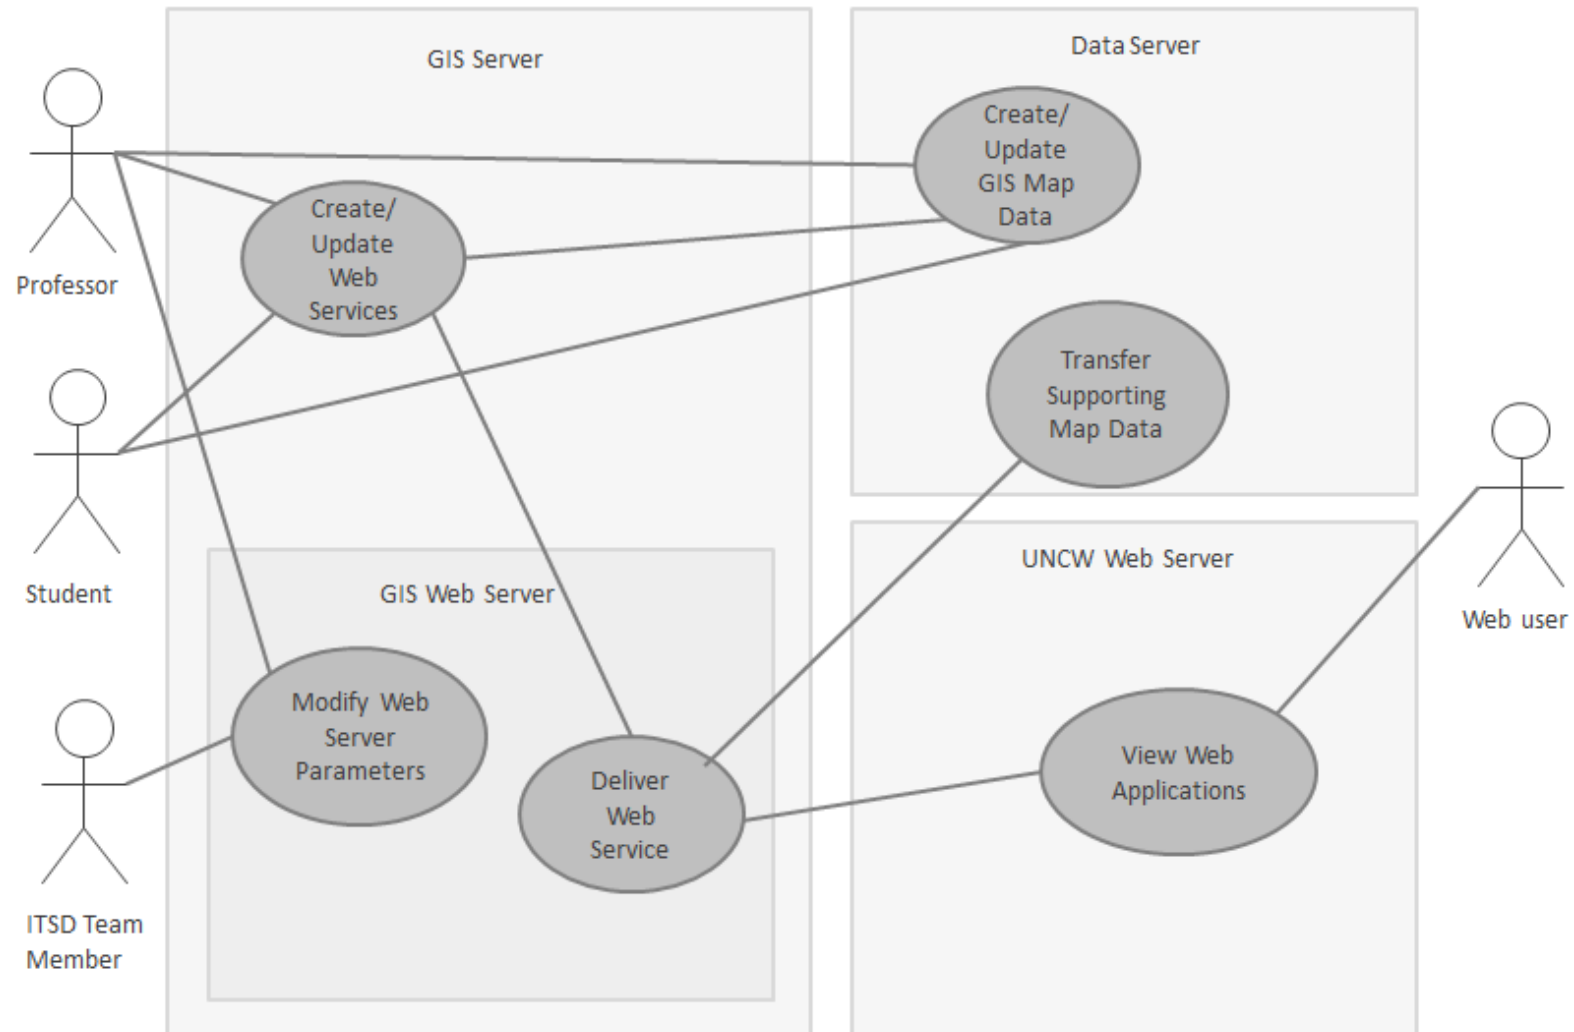 GIS Server
Data Server
Create/
Update
GIS Map
Data
Create/
Update
Web
Services
Professor
Transfer
Supporting
Map Data
Student
GIS Web Server
UNCW Web Server
Web user
Modify Web
Server
Parameters
Deliver
Web
Service
View Web
Applications
ITSD Team
Member